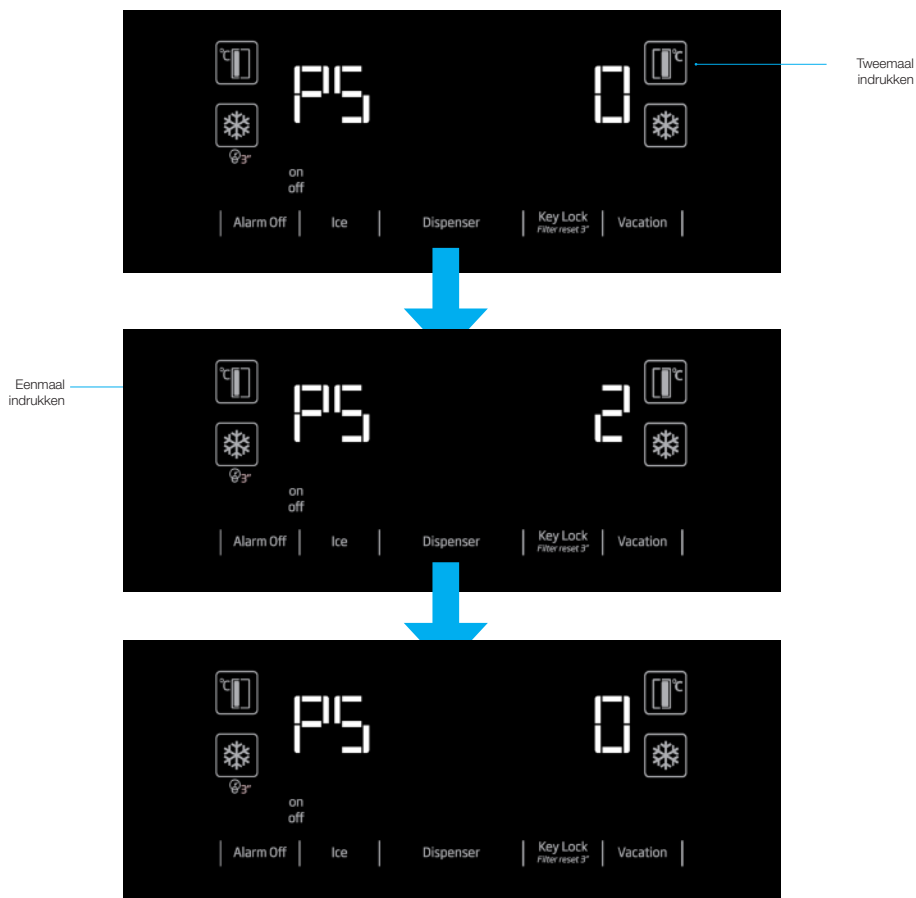 °C
PS 0
°C
Tweemaal
indrukken
3"
on
off
Alarm Off
Ice
Dispenser
Key Lock
Filter reset 3"
Vacation
Eenmaal
indrukken
°C
PS 2
°C
3"
on
off
Alarm Off
Ice
Dispenser
Key Lock
Filter reset 3"
Vacation
°C
PS 0
°C
3"
on
off
Alarm Off
Ice
Dispenser
Key Lock
Filter reset 3"
Vacation